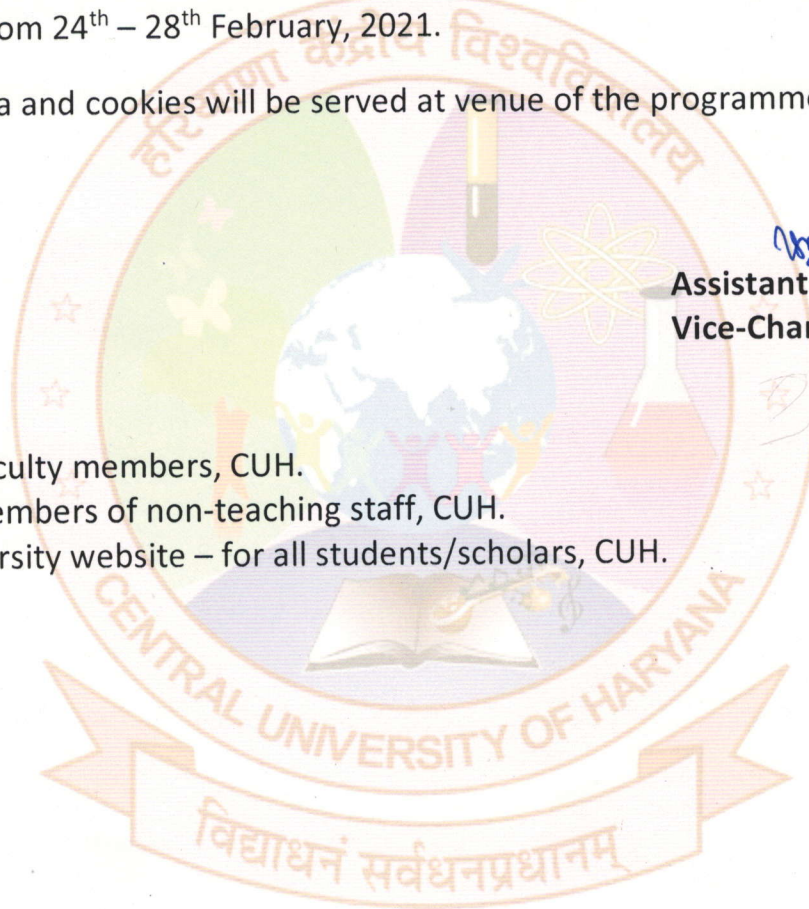 om 24th – 28th February, 2021.
a and cookies will be served at venue of the programme
Assistant
Vice-Char
culty members, CUH.
embers of non-teaching staff, CUH.
rsity website – for all students/scholars, CUH.
हरियाणा केंद्रीय विश्वविद्यालय
CENTRAL UNIVERSITY OF HARYANA
विद्याधनं सर्वधनप्रधानम्